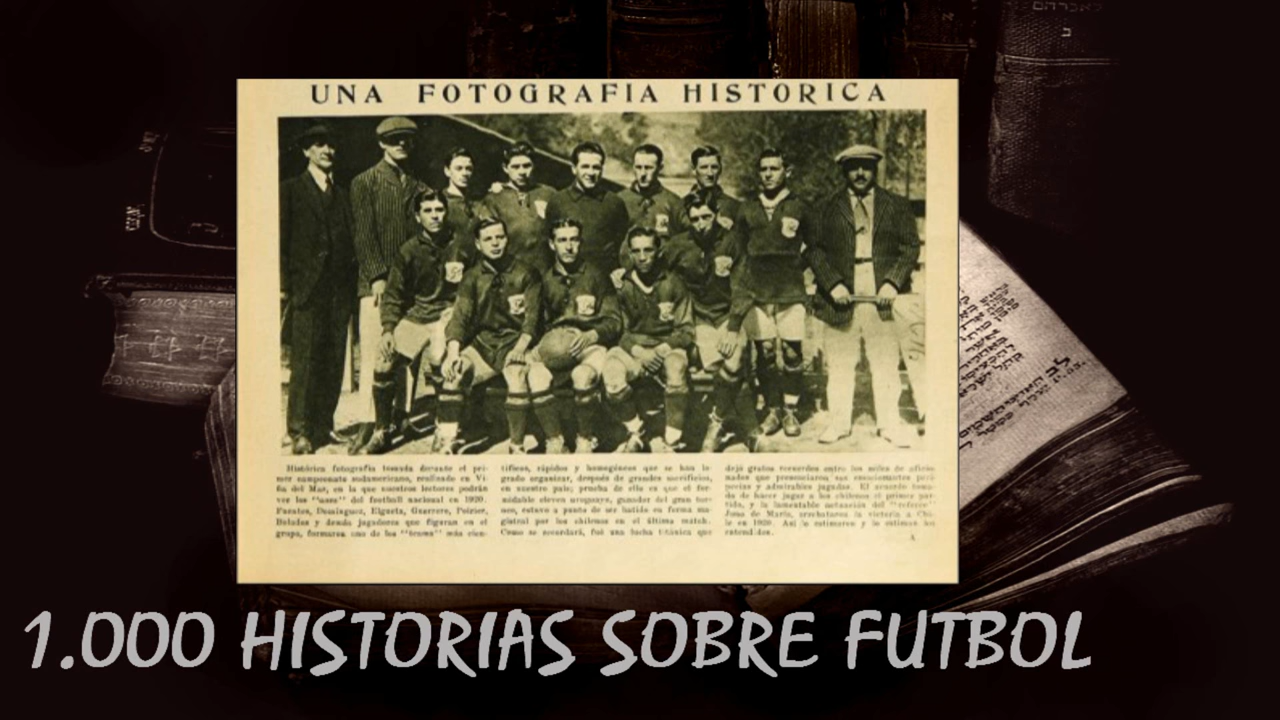 UNA FOTOGRAFIA HISTORICA
Histórica fotografía tomada durante el pri-
mer campeonato sudamericano, realizado en Vi-
ña del Mar, en la que nuestros lectores podrán
ver los "ases" del football nacional en 1920.
Fuentes, Domínguez, Elgueta, Guerrero, Poirier,
Bolados y demás jugadores que figuran en el
grupo, formaron uno de los "teams" más cien-
tíficos, rápidos y homogéneos que se han lo-
grado organizar, después de grandes sacrificios,
en nuestro país; prueba de ello es que el for-
midable eleven uruguayo, ganador del gran tor-
neo, estuvo a punto de ser batido en forma ma-
gistral por los chilenos en el último match.
Como se recordará, fué una lucha titánica que
dejó gratos recuerdos entre los miles de aficio-
nados que presenciaron sus emocionantes peri-
pecias y admirables jugadas. El acuerdo toma-
do de hacer jugar a los chilenos el primer par-
tido, y la lamentable actuación del "referee"
de María, arrebataron la victoria a Chi-
le en 1920. Así lo estimaron y lo estiman los
entendidos.
1.000 HISTORIAS SOBRE FUTBOL